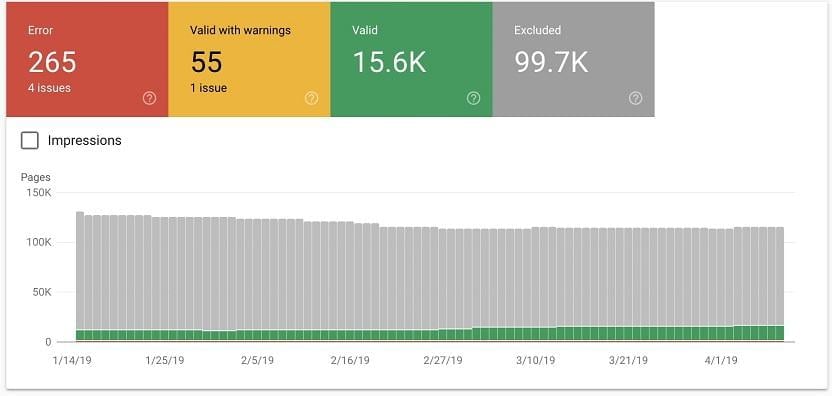 Error
265
4 issues
Valid with warnings
55
1 issue
Valid
15.6K
Excluded
99.7K
Impressions
Pages
150K
100K
50K
0
1/14/19 1/25/19 2/5/19 2/16/19 2/27/19 3/10/19 3/21/19 4/1/19